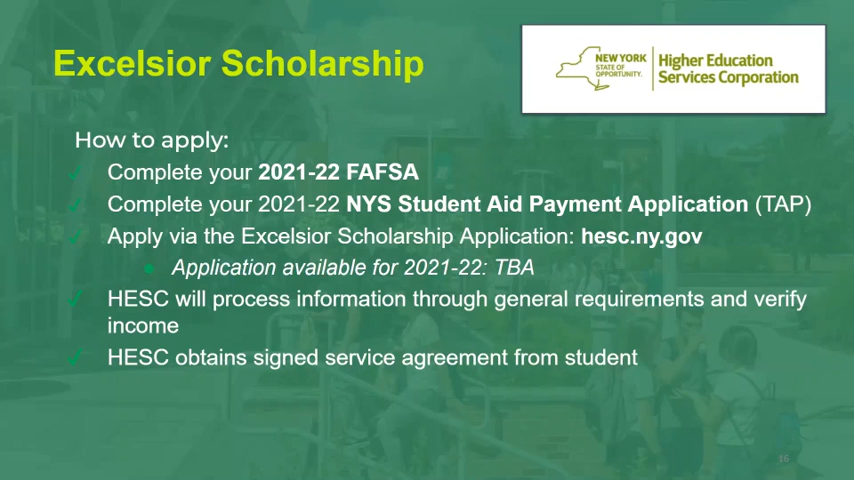 Excelsior Scholarship
NEW YORK
STATE OF
OPPORTUNITY.
Higher Education
Services Corporation
How to apply:
Complete your 2021-22 FAFSA
Complete your 2021-22 NYS Student Aid Payment Application (TAP)
Apply via the Excelsior Scholarship Application: hesc.ny.gov
Application available for 2021-22: TBA
HESC will process information through general requirements and verify
income
HESC obtains signed service agreement from student
16